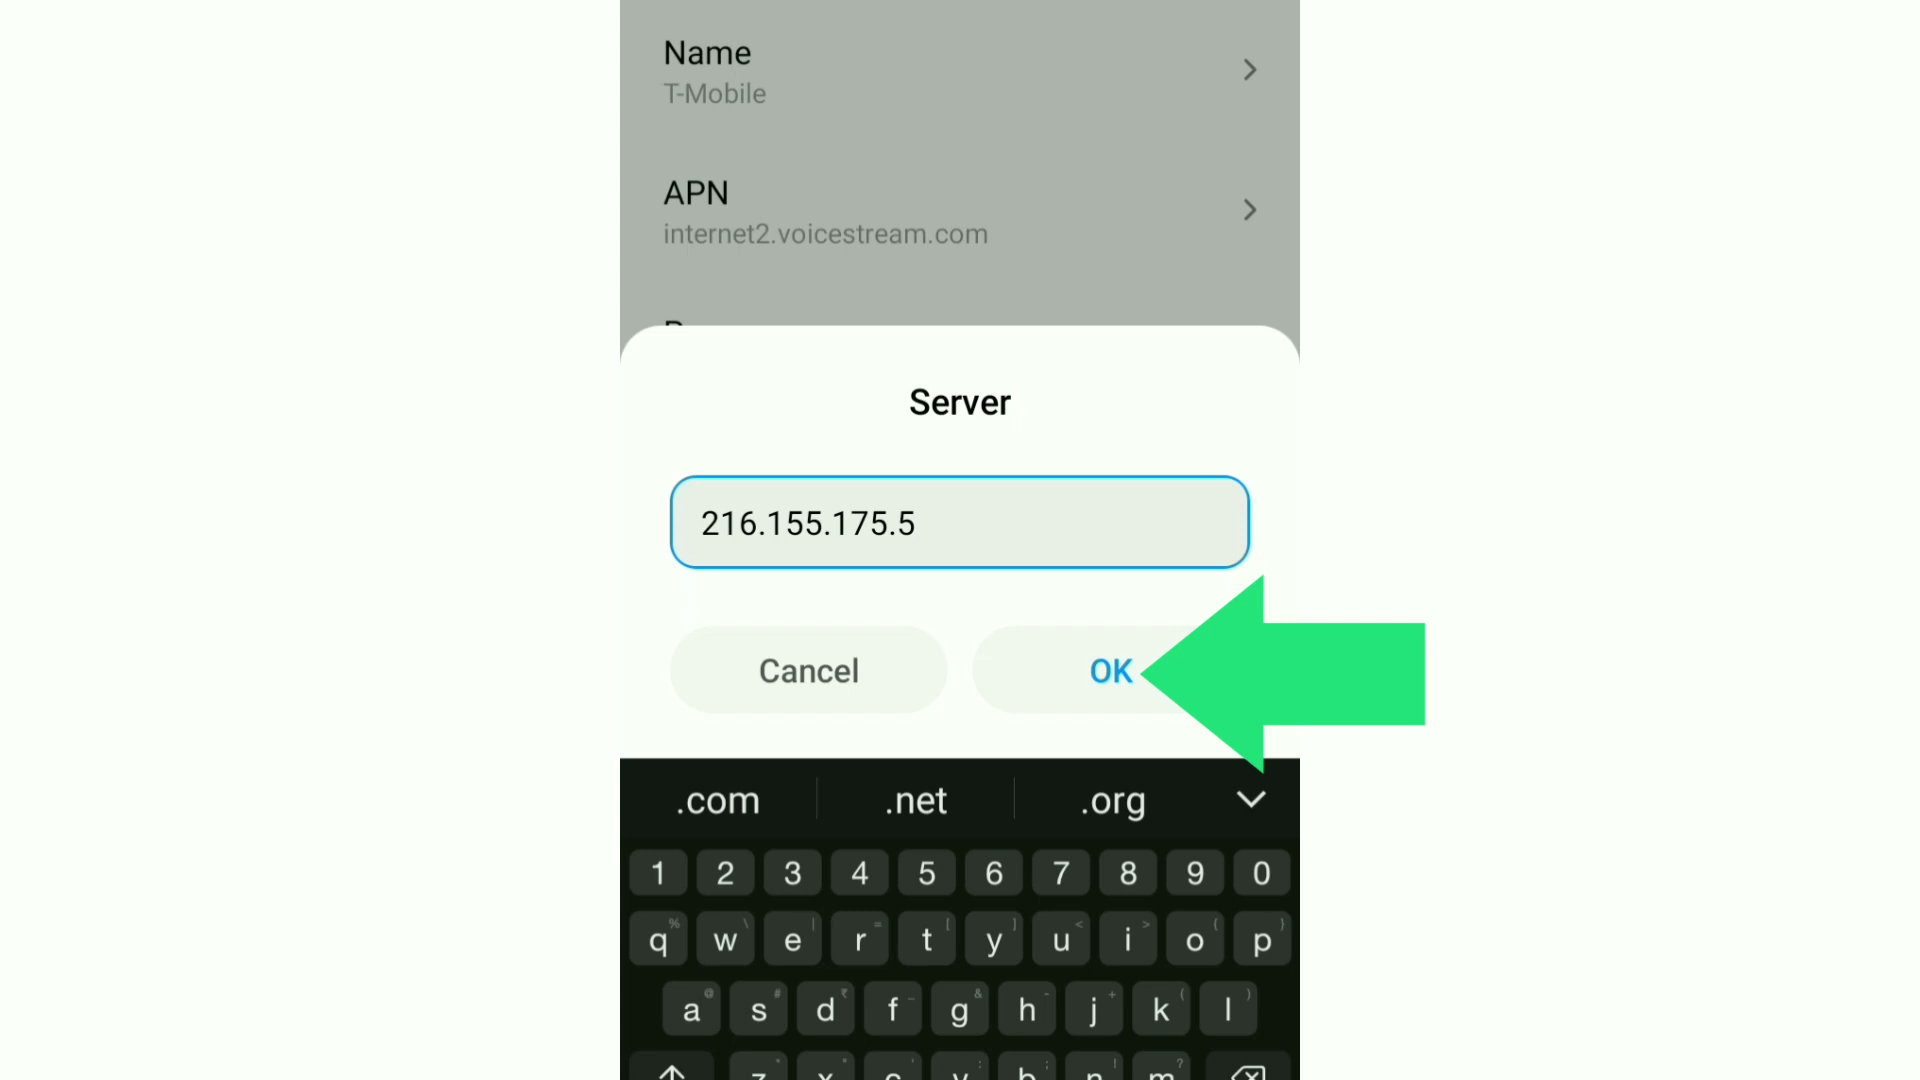 Name
T-Mobile
APN
internet2.voicestream.com
Server
216.155.175.5
Cancel
OK
.com .net .org
1 2 3 4 5 6 7 8 9 0
q w e r t y u i o p
a s d f g h j k l
z x c v b n m